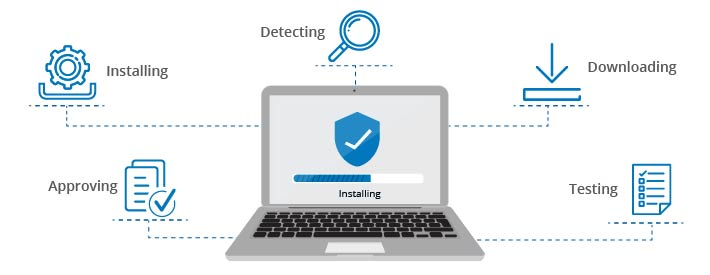 Detecting
Installing
Downloading
Installing
Approving
Testing